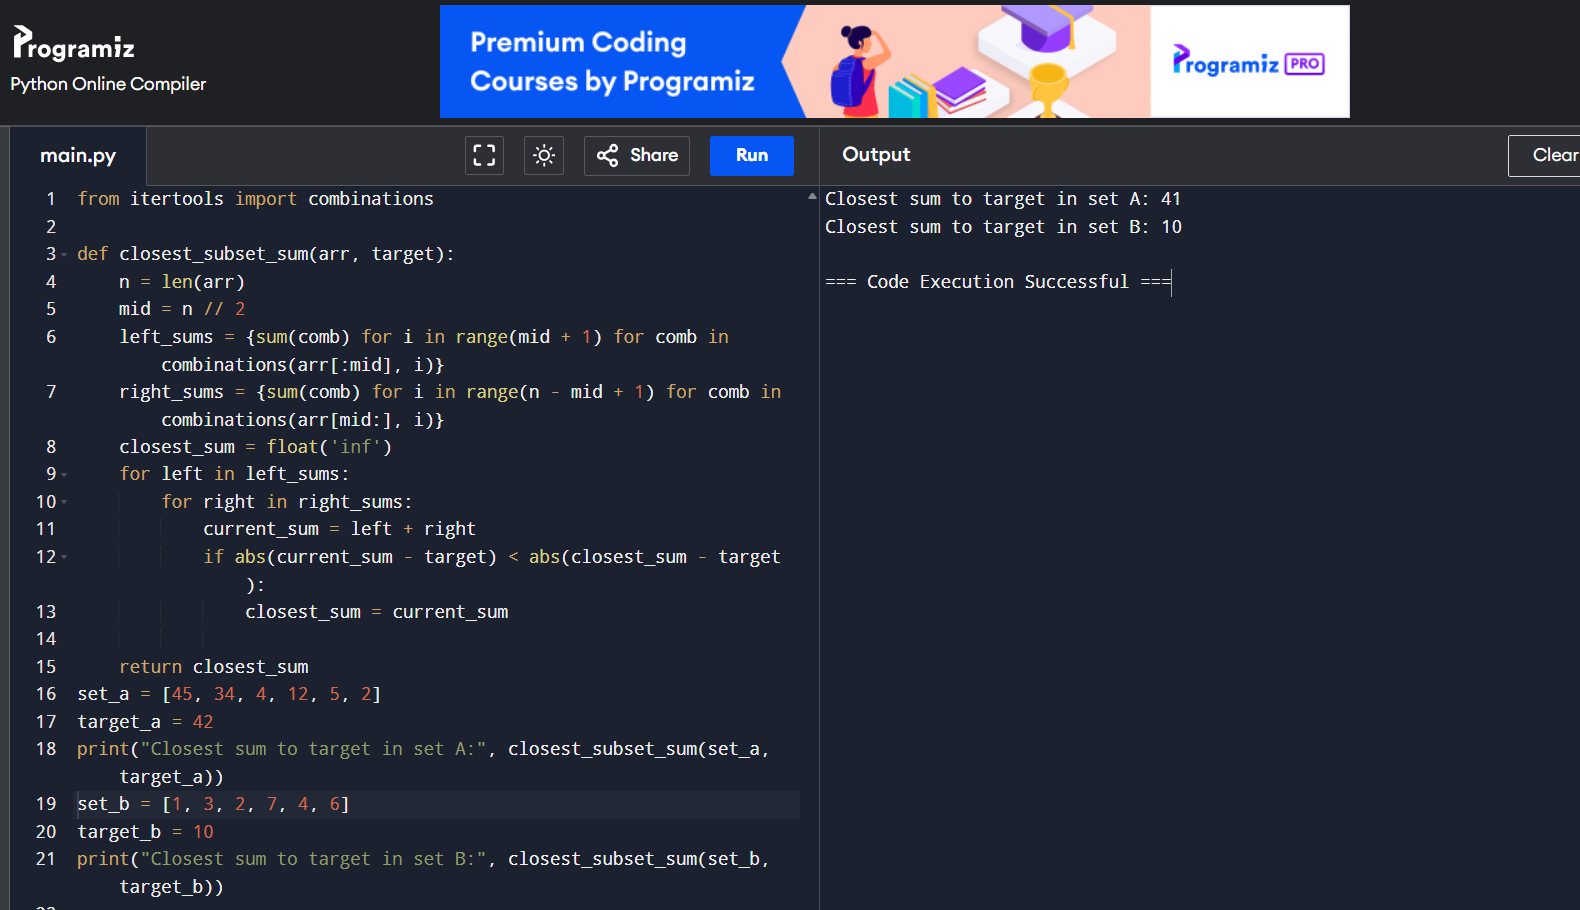 Programiz
Python Online Compiler
Premium Coding
Courses by Programiz
Programiz PRO
main.py
Share
Run
Output
Clear
1 from itertools import combinations
2
3 def closest_subset_sum(arr, target):
4     n = len(arr)
5     mid = n // 2
6     left_sums = {sum(comb) for i in range(mid + 1) for comb in
        combinations(arr[:mid], i)}
7     right_sums = {sum(comb) for i in range(n - mid + 1) for comb in
        combinations(arr[mid:], i)}
8     closest_sum = float('inf')
9     for left in left_sums:
10         for right in right_sums:
11             current_sum = left + right
12             if abs(current_sum - target) < abs(closest_sum - target
                ):
13                 closest_sum = current_sum
14
15     return closest_sum
16 set_a = [45, 34, 4, 12, 5, 2]
17 target_a = 42
18 print("Closest sum to target in set A:", closest_subset_sum(set_a,
    target_a))
19 set_b = [1, 3, 2, 7, 4, 6]
20 target_b = 10
21 print("Closest sum to target in set B:", closest_subset_sum(set_b,
    target_b))
Closest sum to target in set A: 41
Closest sum to target in set B: 10
=== Code Execution Successful ===